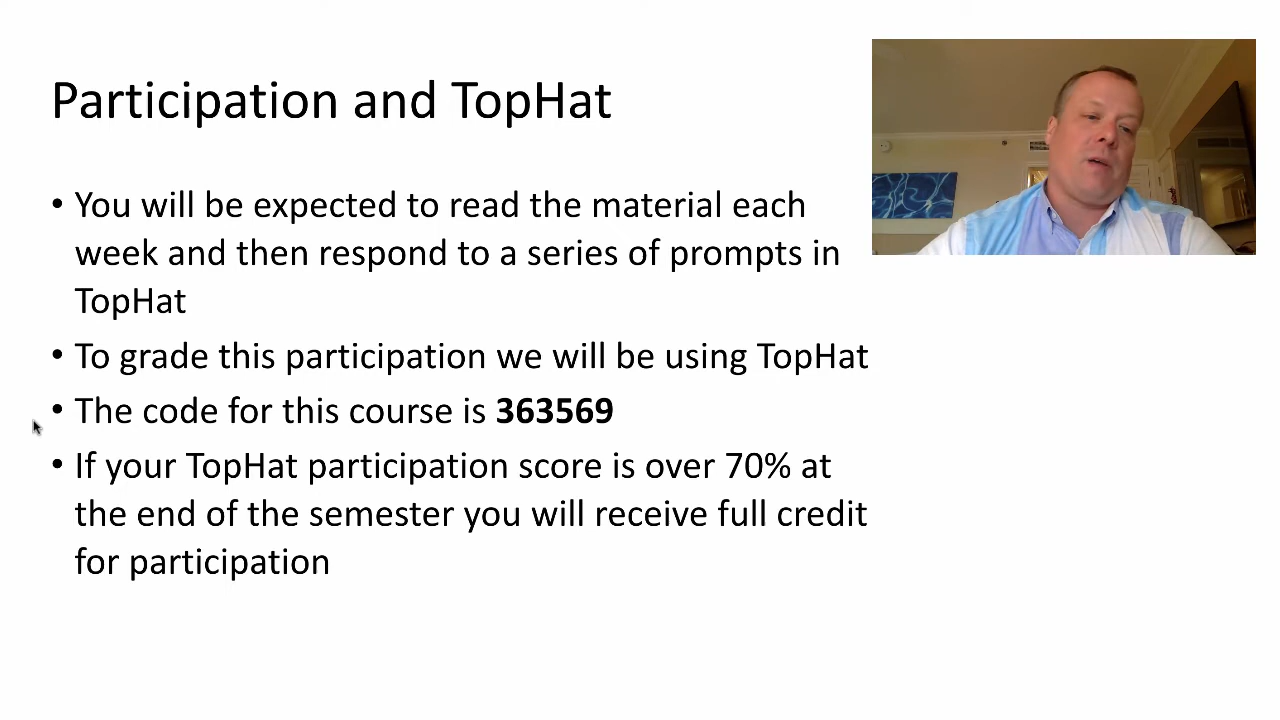 Participation and TopHat
• You will be expected to read the material each
week and then respond to a series of prompts in
TopHat
• To grade this participation we will be using TopHat
• The code for this course is 363569
• If your TopHat participation score is over 70% at
the end of the semester you will receive full credit
for participation